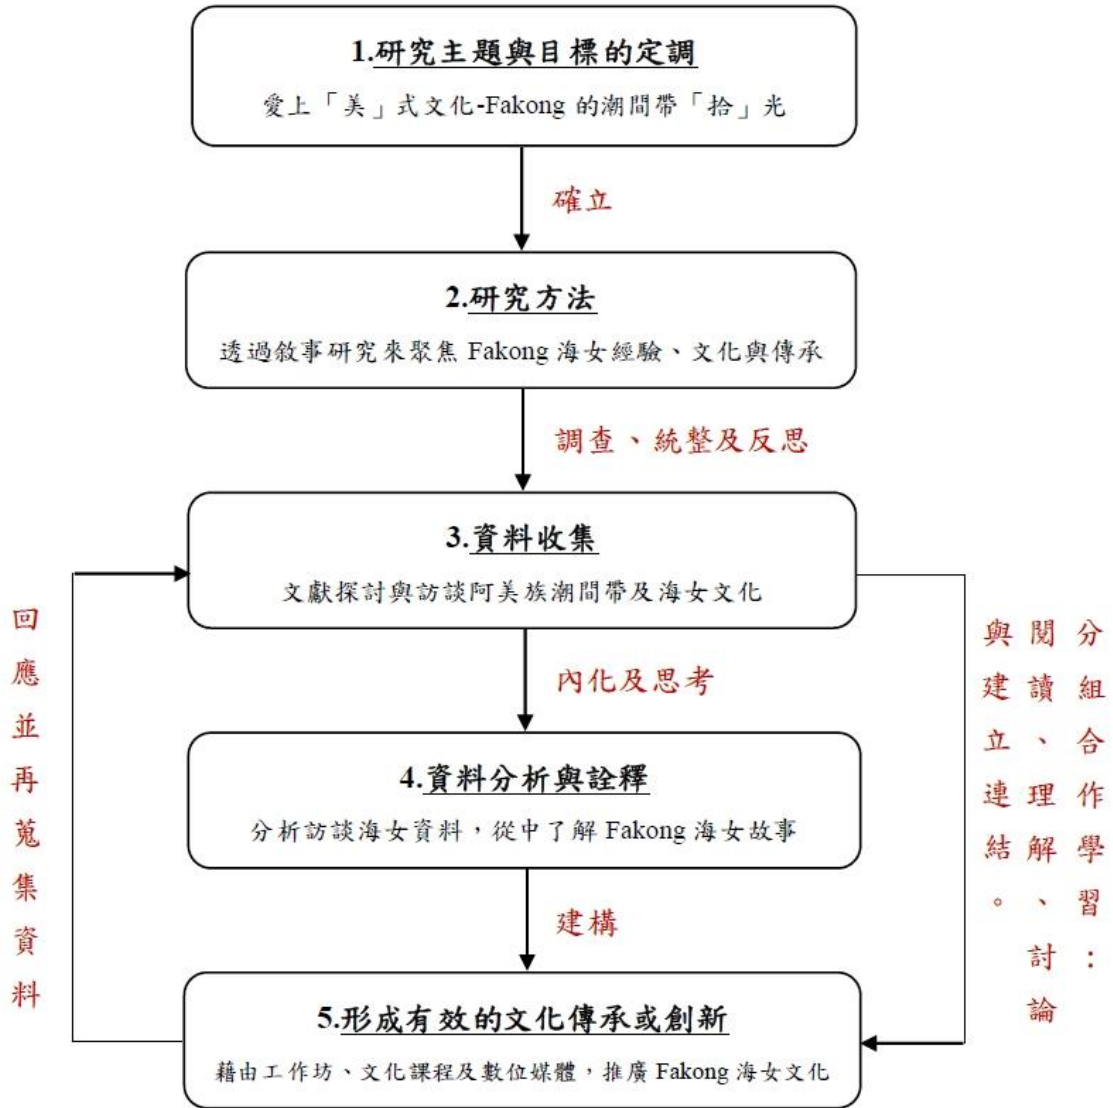 1.研究主題與目標的定調
愛上「美」式文化-Fakong 的潮間帶「拾」光
確立
2.研究方法
透過敘事研究來聚焦 Fakong 海女經驗、文化與傳承
調查、統整及反思
3.資料收集
文獻探討與訪談阿美族潮間帶及海女文化
內化及思考
4.資料分析與詮釋
分析訪談海女資料，從中了解 Fakong 海女故事
建構
5.形成有效的文化傳承或創新
藉由工作坊、文化課程及數位媒體，推廣 Fakong 海女文化
回應並再蒐集資料
分組合作學習：
閱讀、理解、討論
與建立連結。